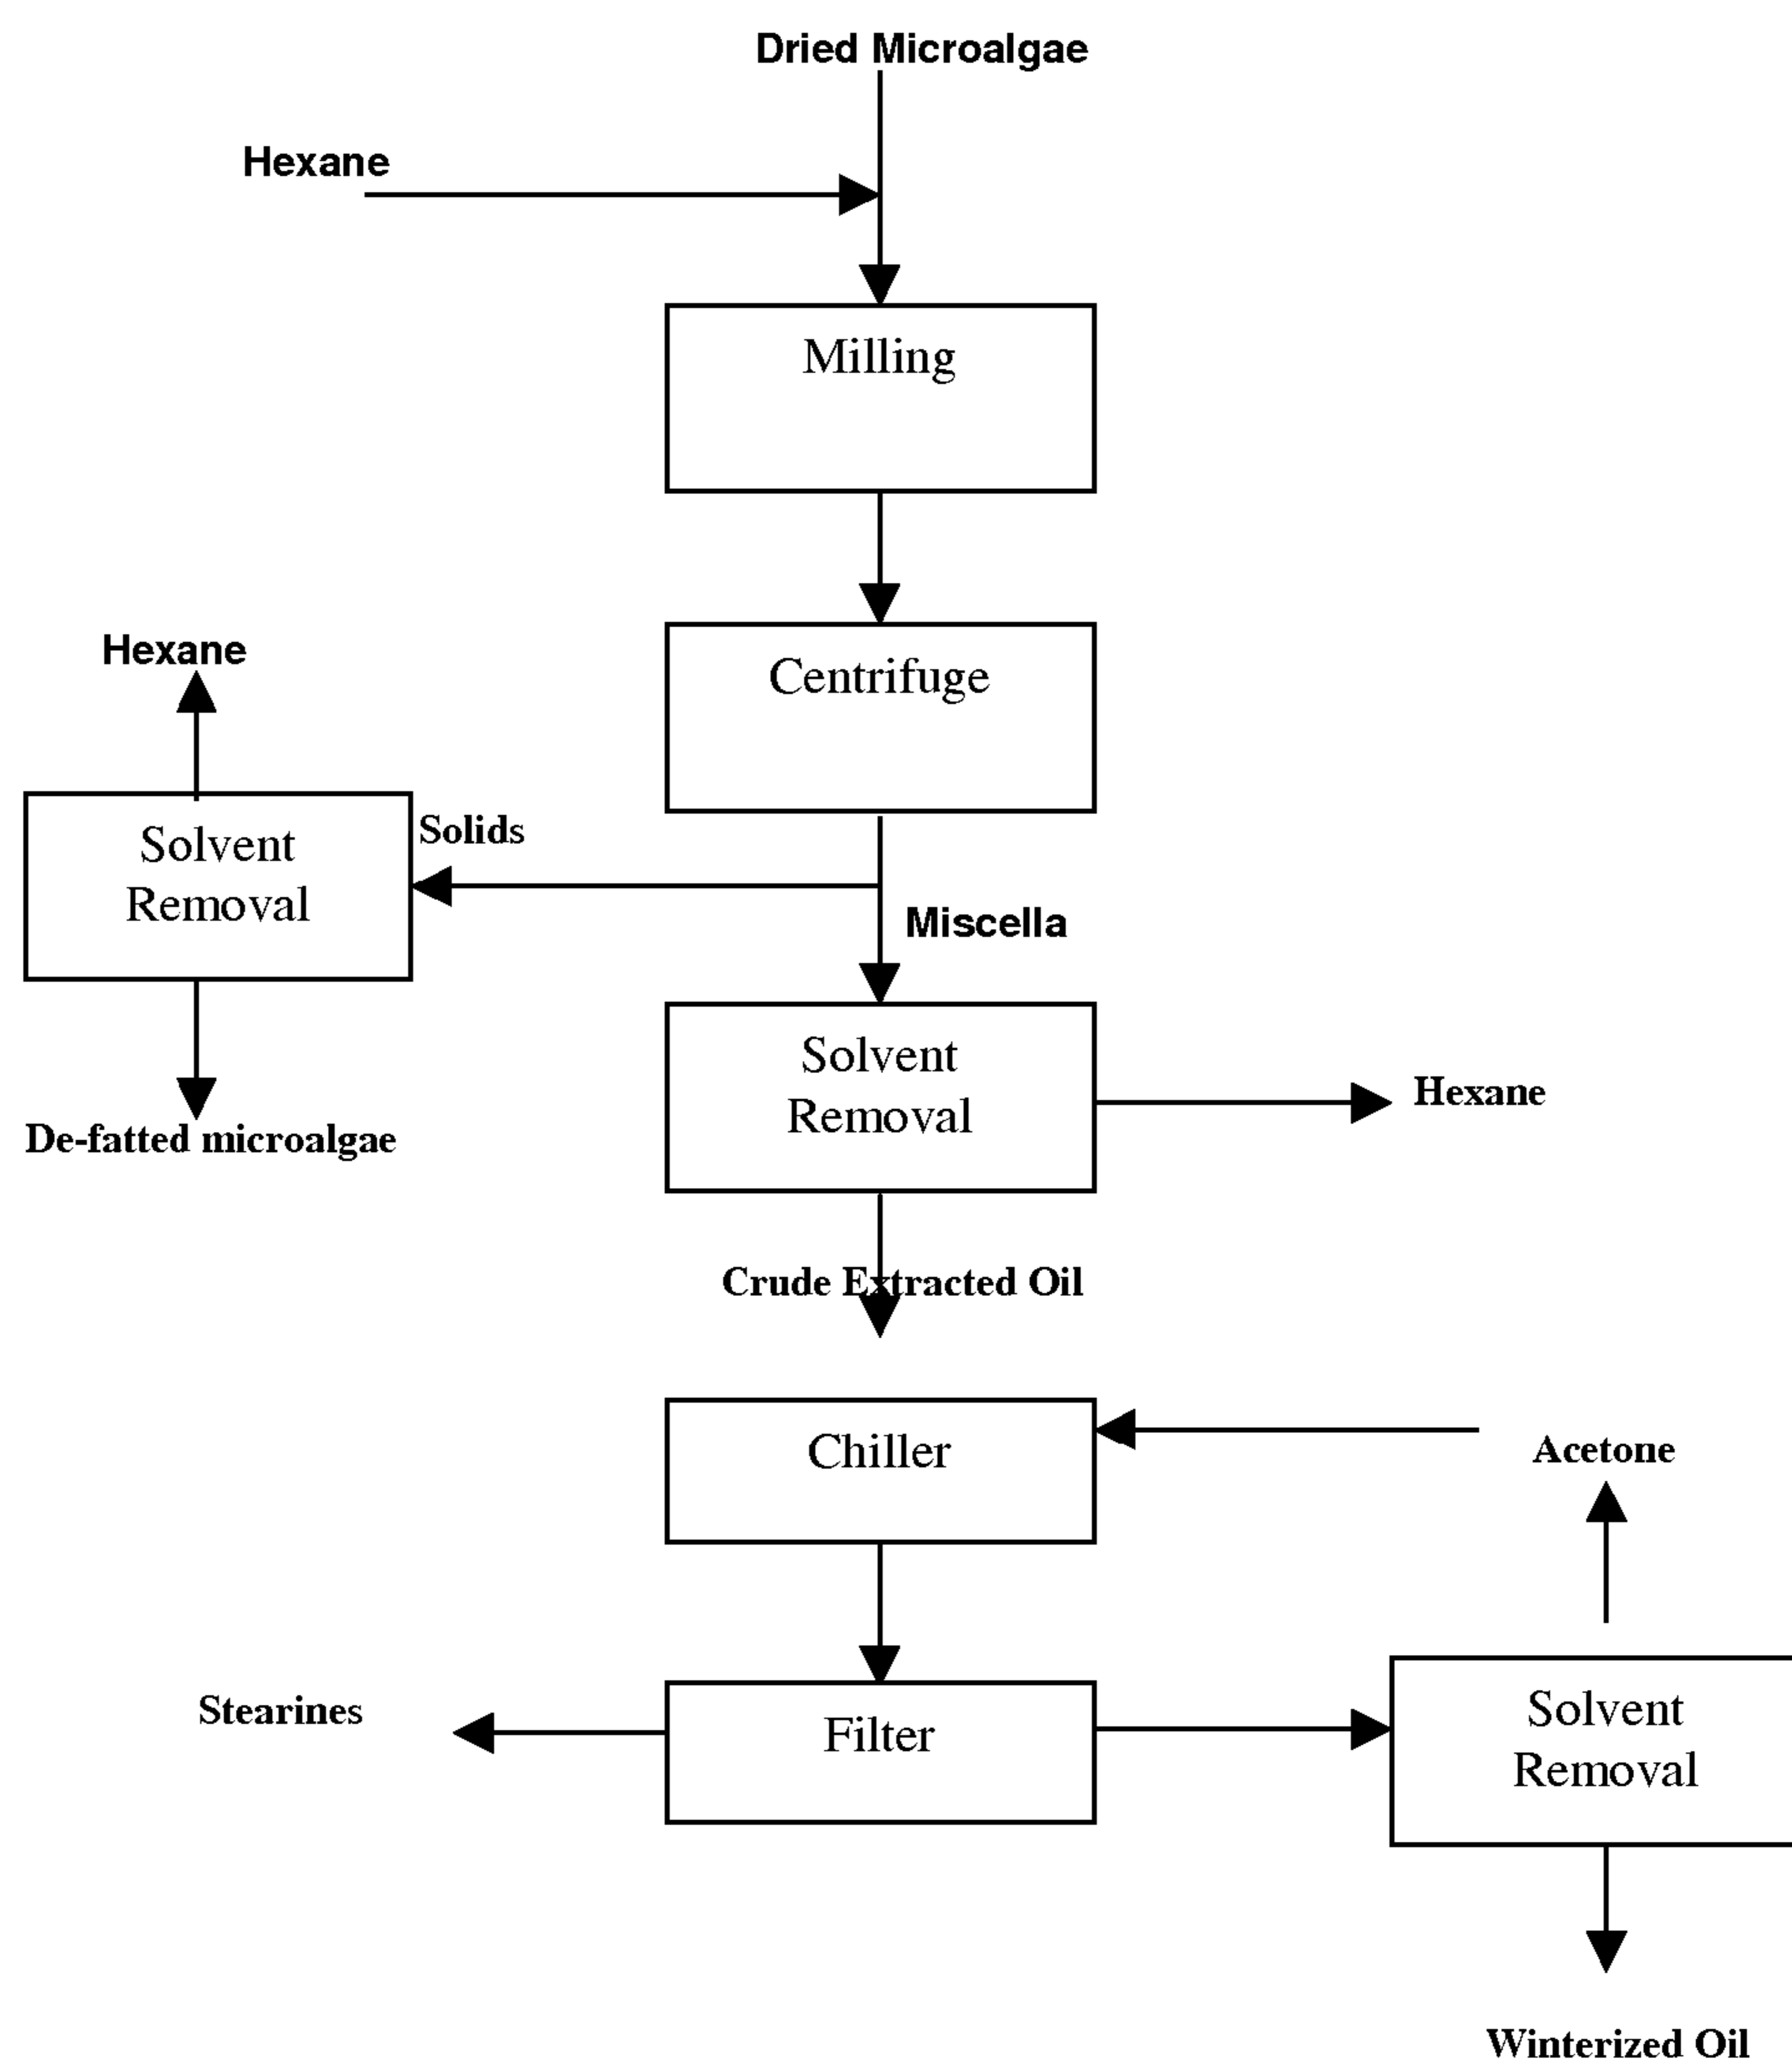 Dried Microalgae
Hexane
Milling
Hexane
Centrifuge
Solvent
Removal
Solids
Miscella
De-fatted microalgae
Solvent
Removal
Hexane
Crude Extracted Oil
Chiller
Acetone
Stearines
Filter
Solvent
Removal
Winterized Oil